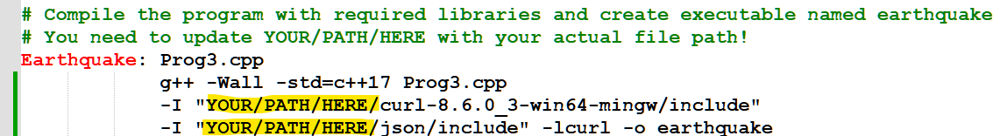 # Compile the program with required libraries and create executable named earthquake
# You need to update YOUR/PATH/HERE with your actual file path!
Earthquake: Prog3.cpp
g++ -Wall -std=c++17 Prog3.cpp
-I "YOUR/PATH/HERE/curl-8.6.0_3-win64-mingw/include"
-I "YOUR/PATH/HERE/json/include" -lcurl -o earthquake